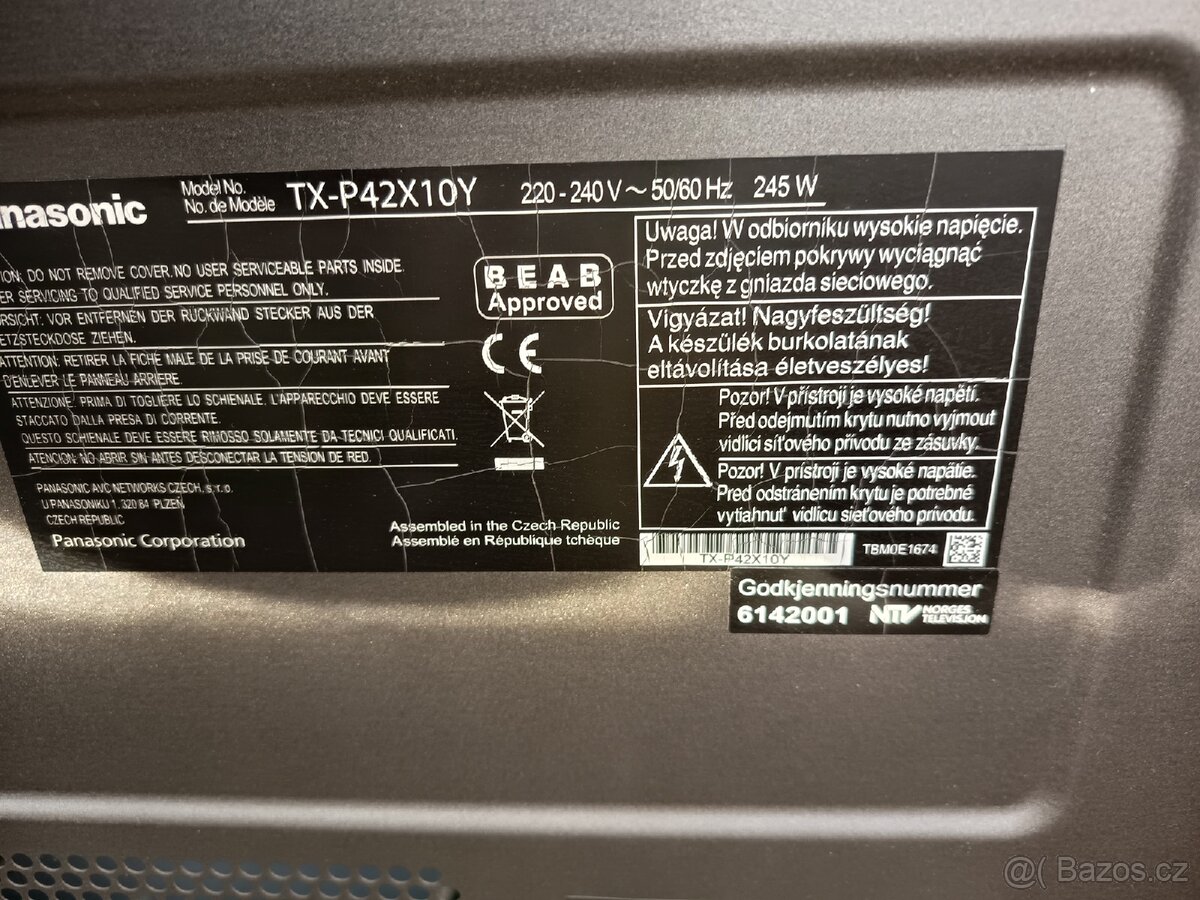 nasonic
Model No.
No. de Modèle
TX-P42X10Y
220 - 240 V ~ 50/60 Hz 245 W
ION: DO NOT REMOVE COVER. NO USER SERVICEABLE PARTS INSIDE.
ER SERVICING TO QUALIFIED SERVICE PERSONNEL ONLY.
RSICHT: VOR ENTFERNEN DER RÜCKWAND STECKER AUS DER
ETZSTECKDOSE ZIEHEN.
ATTENTION: RETIRER LA FICHE MALE DE LA PRISE DE COURANT AVANT
D'ENLEVER LE PANNEAU ARRIERE.
ATTENZIONE: PRIMA DI TOGLIERE LO SCHIENALE, L'APPARECCHIO DEVE ESSERE
STACCATO DALLA PRESA DI CORRENTE.
QUESTO SCHIENALE DEVE ESSERE RIMOSSO SOLAMENTE DA TECNICI QUALIFICATI.
ATENCION: NO ABRIR SIN ANTES DESCONECTAR LA TENSION DE RED.
PANASONIC AVC NETWORKS CZECH, s.r.o.
U PANASONIKU 1, 320 84 PLZEŇ
CZECH REPUBLIC
Panasonic Corporation
BEAB
Approved
CE
Assembled in the Czech Republic
Assemblé en République tchèque
Uwaga! W odbiorniku wysokie napięcie.
Przed zdjęciem pokrywy wyciągnąć
wtyczkę z gniazda sieciowego.
Vigyázat! Nagyfeszültség!
A készülék burkolatának
eltávolítása életveszélyes!
Pozor! V přístroji je vysoké napětí.
Před odejmutím krytu nutno vyjmout
vidlíci síťového přívodu ze zásuvky.
Pozor! V prístroji je vysoké napätie.
Pred odstránením krytu je potrebné
vytiahnuť vidlicu sieťového prívodu.
TX-P42X10Y
TBM0E1674
Godkjenningsnummer
6142001 NTV NORGES
TELEVISJON
@( Bazos.cz